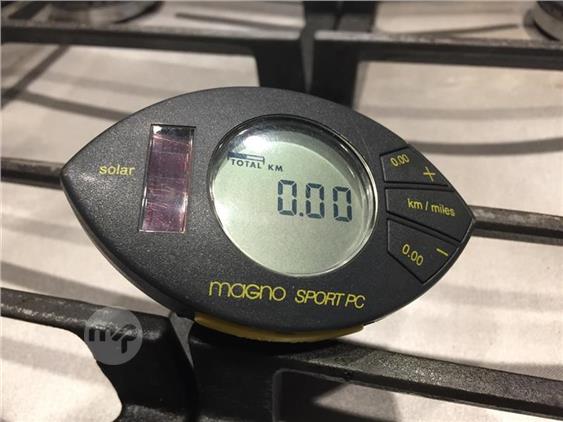 solar
TOTAL KM
0.00
0.00 +
km / miles
0.00 −
magno SPORT PC